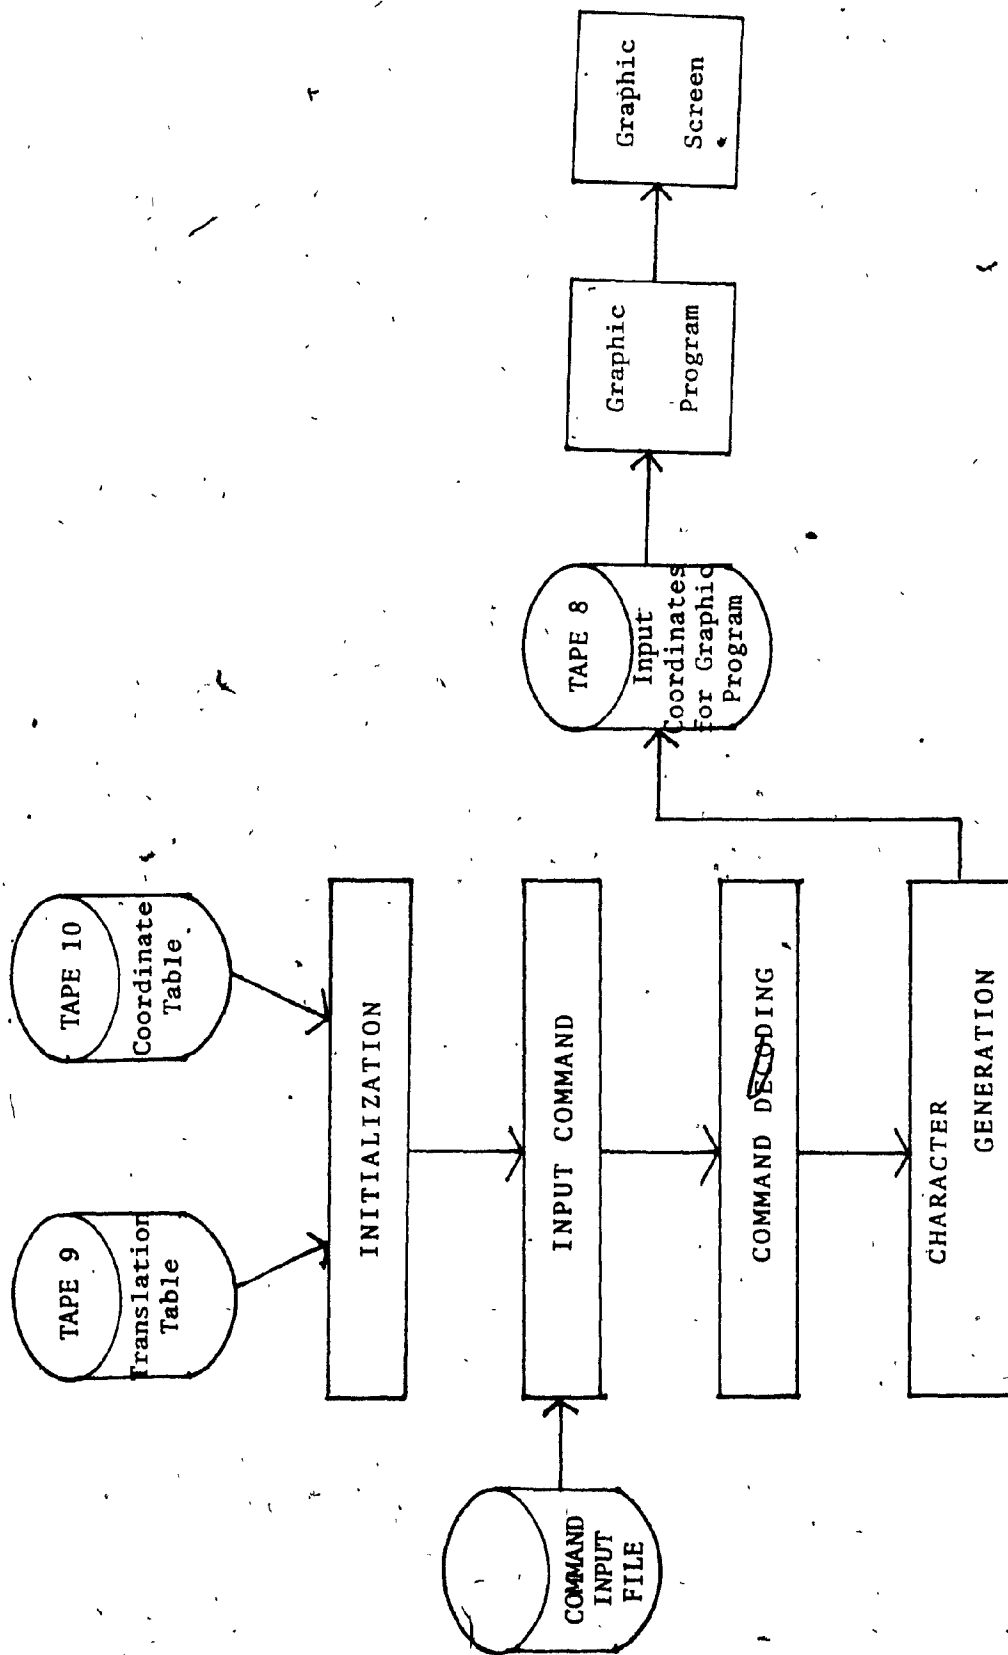 TAPE 9
Translation
Table
TAPE 10
Coordinate
Table
INITIALIZATION
COMMAND
INPUT
FILE
INPUT COMMAND
COMMAND DECODING
CHARACTER
GENERATION
TAPE 8
Input
Coordinates
for Graphic
Program
Graphic
Program
Graphic
Screen